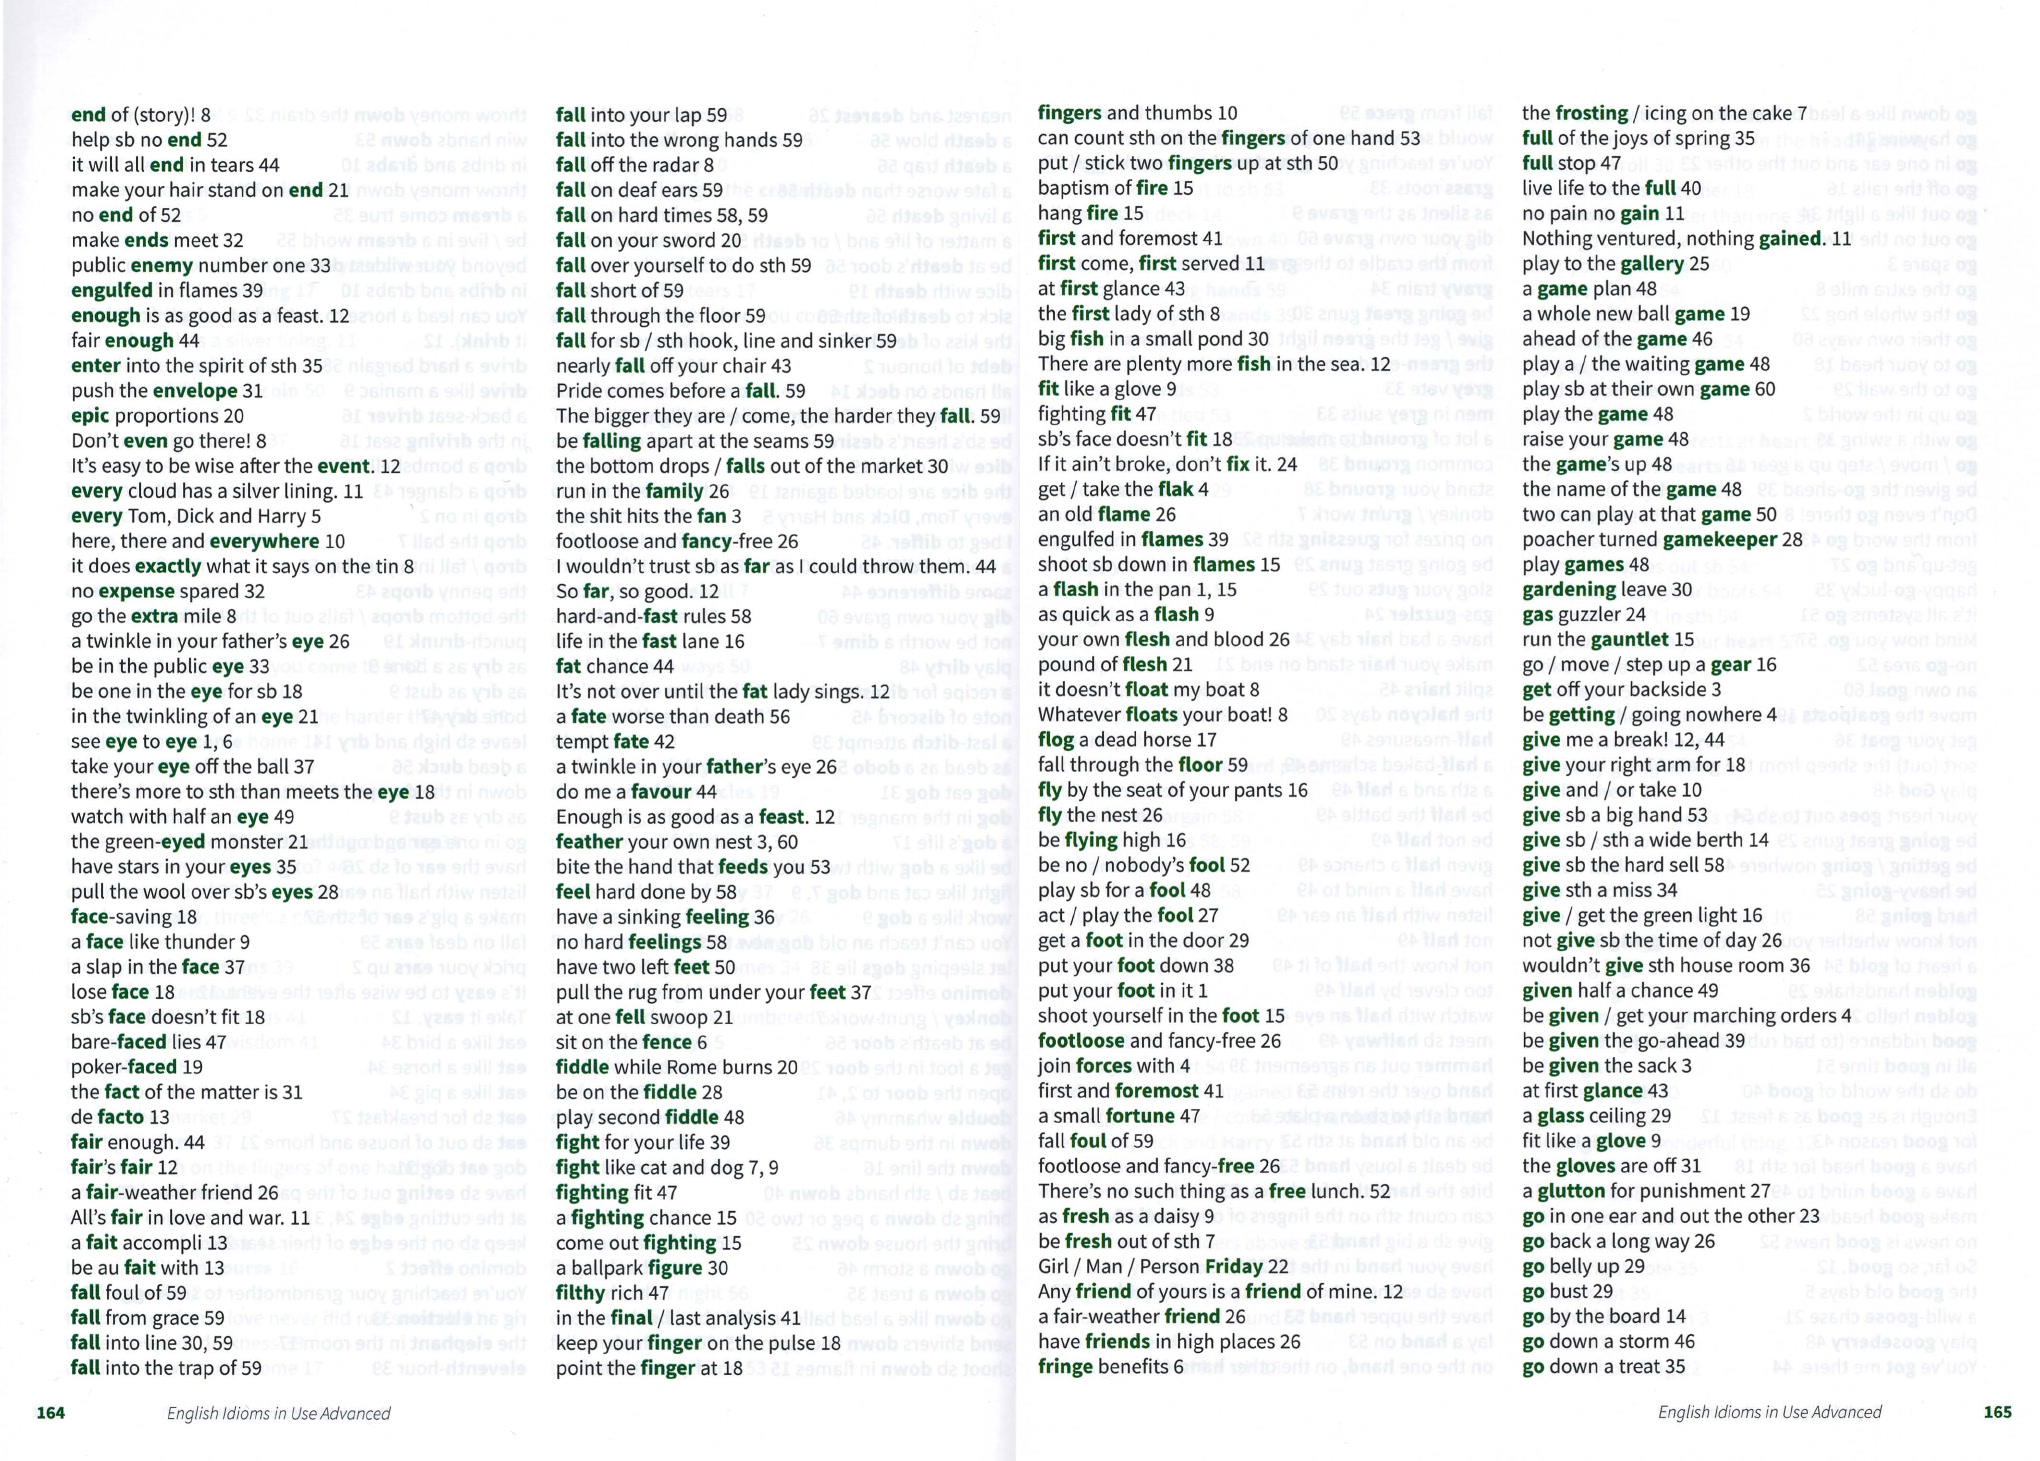 end of (story)! 8
help sb no end 52
it will all end in tears 44
make your hair stand on end 21
no end of 52
make ends meet 32
public enemy number one 33
engulfed in flames 39
enough is as good as a feast. 12
fair enough 44
enter into the spirit of sth 35
push the envelope 31
epic proportions 20
Don't even go there! 8
It's easy to be wise after the event. 12
every cloud has a silver lining. 11
every Tom, Dick and Harry 5
here, there and everywhere 10
it does exactly what it says on the tin 8
no expense spared 32
go the extra mile 8
a twinkle in your father's eye 26
be in the public eye 33
be one in the eye for sb 18
in the twinkling of an eye 21
see eye to eye 1, 6
take your eye off the ball 37
there's more to sth than meets the eye 18
watch with half an eye 49
the green-eyed monster 21
have stars in your eyes 35
pull the wool over sb's eyes 28
face-saving 18
a face like thunder 9
a slap in the face 37
lose face 18
sb's face doesn't fit 18
bare-faced lies 47
poker-faced 19
the fact of the matter is 31
de facto 13
fair enough. 44
fair's fair 12
a fair-weather friend 26
All's fair in love and war. 11
a fait accompli 13
be au fait with 13
fall foul of 59
fall from grace 59
fall into line 30, 59
fall into the trap of 59
fall into your lap 59
fall into the wrong hands 59
fall off the radar 8
fall on deaf ears 59
fall on hard times 58, 59
fall on your sword 20
fall over yourself to do sth 59
fall short of 59
fall through the floor 59
fall for sb / sth hook, line and sinker 59
nearly fall off your chair 43
Pride comes before a fall. 59
The bigger they are / come, the harder they fall. 59
be falling apart at the seams 59
the bottom drops / falls out of the market 30
run in the family 26
the shit hits the fan 3
footloose and fancy-free 26
I wouldn't trust sb as far as I could throw them. 44
So far, so good. 12
hard-and-fast rules 58
life in the fast lane 16
fat chance 44
It's not over until the fat lady sings. 12
a fate worse than death 56
tempt fate 42
a twinkle in your father's eye 26
do me a favour 44
Enough is as good as a feast. 12
feather your own nest 3, 60
bite the hand that feeds you 53
feel hard done by 58
have a sinking feeling 36
no hard feelings 58
have two left feet 50
pull the rug from under your feet 37
at one fell swoop 21
sit on the fence 6
fiddle while Rome burns 20
be on the fiddle 28
play second fiddle 48
fight for your life 39
fight like cat and dog 7, 9
fighting fit 47
a fighting chance 15
come out fighting 15
a ballpark figure 30
filthy rich 47
in the final / last analysis 41
keep your finger on the pulse 18
point the finger at 18
164 English Idioms in Use Advanced
fingers and thumbs 10
can count sth on the fingers of one hand 53
put / stick two fingers up at sth 50
baptism of fire 15
hang fire 15
first and foremost 41
first come, first served 11
at first glance 43
the first lady of sth 8
big fish in a small pond 30
There are plenty more fish in the sea. 12
fit like a glove 9
fighting fit 47
sb's face doesn't fit 18
If it ain't broke, don't fix it. 24
get / take the flak 4
an old flame 26
engulfed in flames 39
shoot sb down in flames 15
a flash in the pan 1, 15
as quick as a flash 9
your own flesh and blood 26
pound of flesh 21
it doesn't float my boat 8
Whatever floats your boat! 8
flog a dead horse 17
fall through the floor 59
fly by the seat of your pants 16
fly the nest 26
be flying high 16
be no / nobody's fool 52
play sb for a fool 48
act / play the fool 27
get a foot in the door 29
put your foot down 38
put your foot in it 1
shoot yourself in the foot 15
footloose and fancy-free 26
join forces with 4
first and foremost 41
a small fortune 47
fall foul of 59
footloose and fancy-free 26
There's no such thing as a free lunch. 52
as fresh as a daisy 9
be fresh out of sth 7
Girl / Man / Person Friday 22
Any friend of yours is a friend of mine. 12
a fair-weather friend 26
have friends in high places 26
fringe benefits 6
the frosting / icing on the cake 7
full of the joys of spring 35
full stop 47
live life to the full 40
no pain no gain 11
Nothing ventured, nothing gained. 11
play to the gallery 25
a game plan 48
a whole new ball game 19
ahead of the game 46
play a / the waiting game 48
play sb at their own game 60
play the game 48
raise your game 48
the game's up 48
the name of the game 48
two can play at that game 50
poacher turned gamekeeper 28
play games 48
gardening leave 30
gas guzzler 24
run the gauntlet 15
go / move / step up a gear 16
get off your backside 3
be getting / going nowhere 4
give me a break! 12, 44
give your right arm for 18
give and / or take 10
give sb a big hand 53
give sb / sth a wide berth 14
give sb the hard sell 58
give sth a miss 34
give / get the green light 16
not give sb the time of day 26
wouldn't give sth house room 36
given half a chance 49
be given / get your marching orders 4
be given the go-ahead 39
be given the sack 3
at first glance 43
a glass ceiling 29
fit like a glove 9
the gloves are off 31
a glutton for punishment 27
go in one ear and out the other 23
go back a long way 26
go belly up 29
go bust 29
go by the board 14
go down a storm 46
go down a treat 35
English Idioms in Use Advanced 165